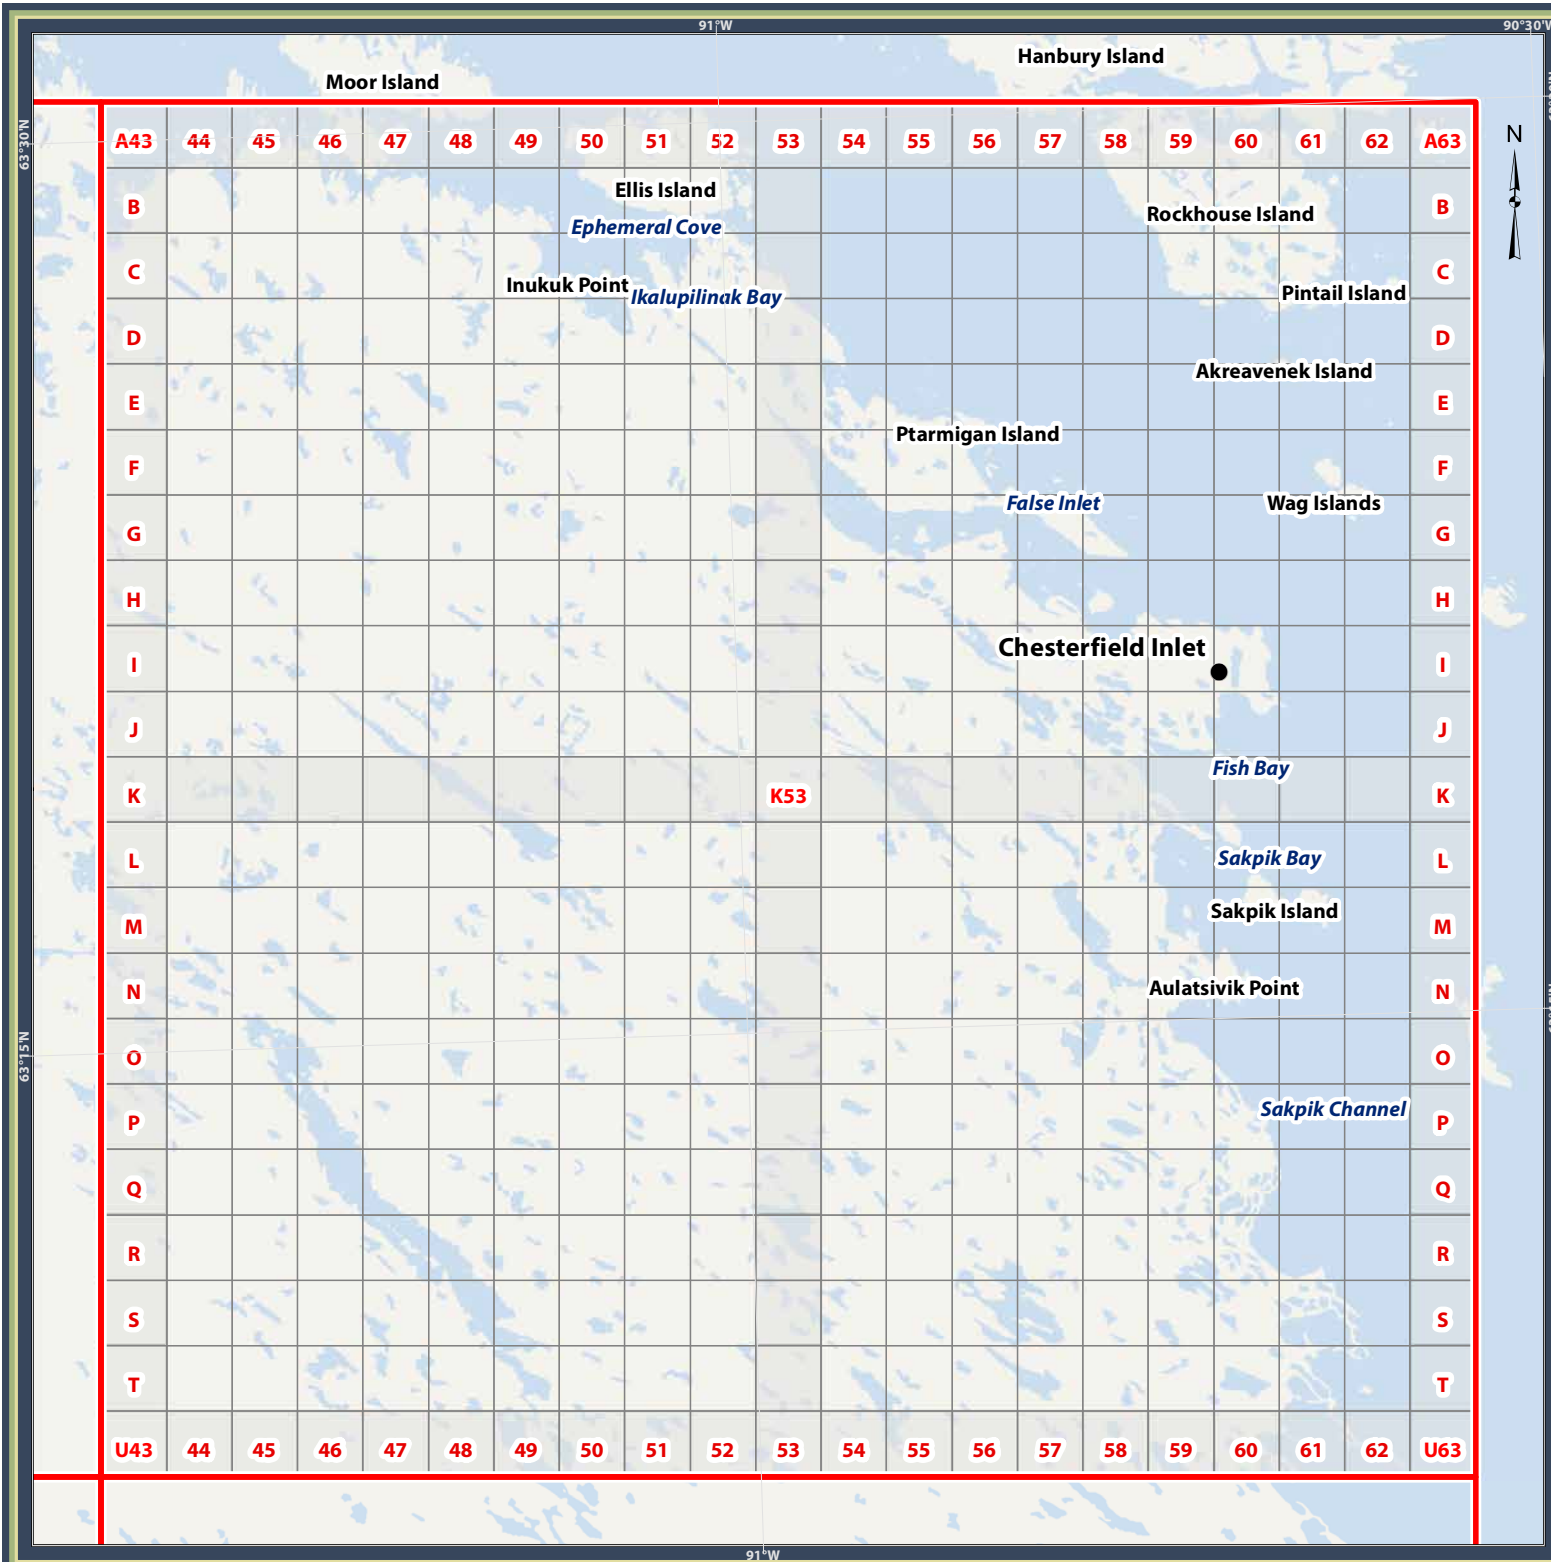 91°W
90°30'W
Hanbury Island
Moor Island
63°30'N
N
A43 44 45 46 47 48 49 50 51 52 53 54 55 56 57 58 59 60 61 62 A63
Ellis Island
B B
Rockhouse Island
Ephemeral Cove
C C
Inukuk Point
Pintail Island
Ikalupilinak Bay
D D
Akreavenek Island
E E
Ptarmigan Island
F F
False Inlet
Wag Islands
G G
H H
Chesterfield Inlet
I I
J J
Fish Bay
K K53 K
Sakpik Bay
L L
Sakpik Island
M M
Aulatsivik Point
N N
63°15'N
O O
Sakpik Channel
P P
Q Q
R R
S S
T T
U43 44 45 46 47 48 49 50 51 52 53 54 55 56 57 58 59 60 61 62 U63
91°W